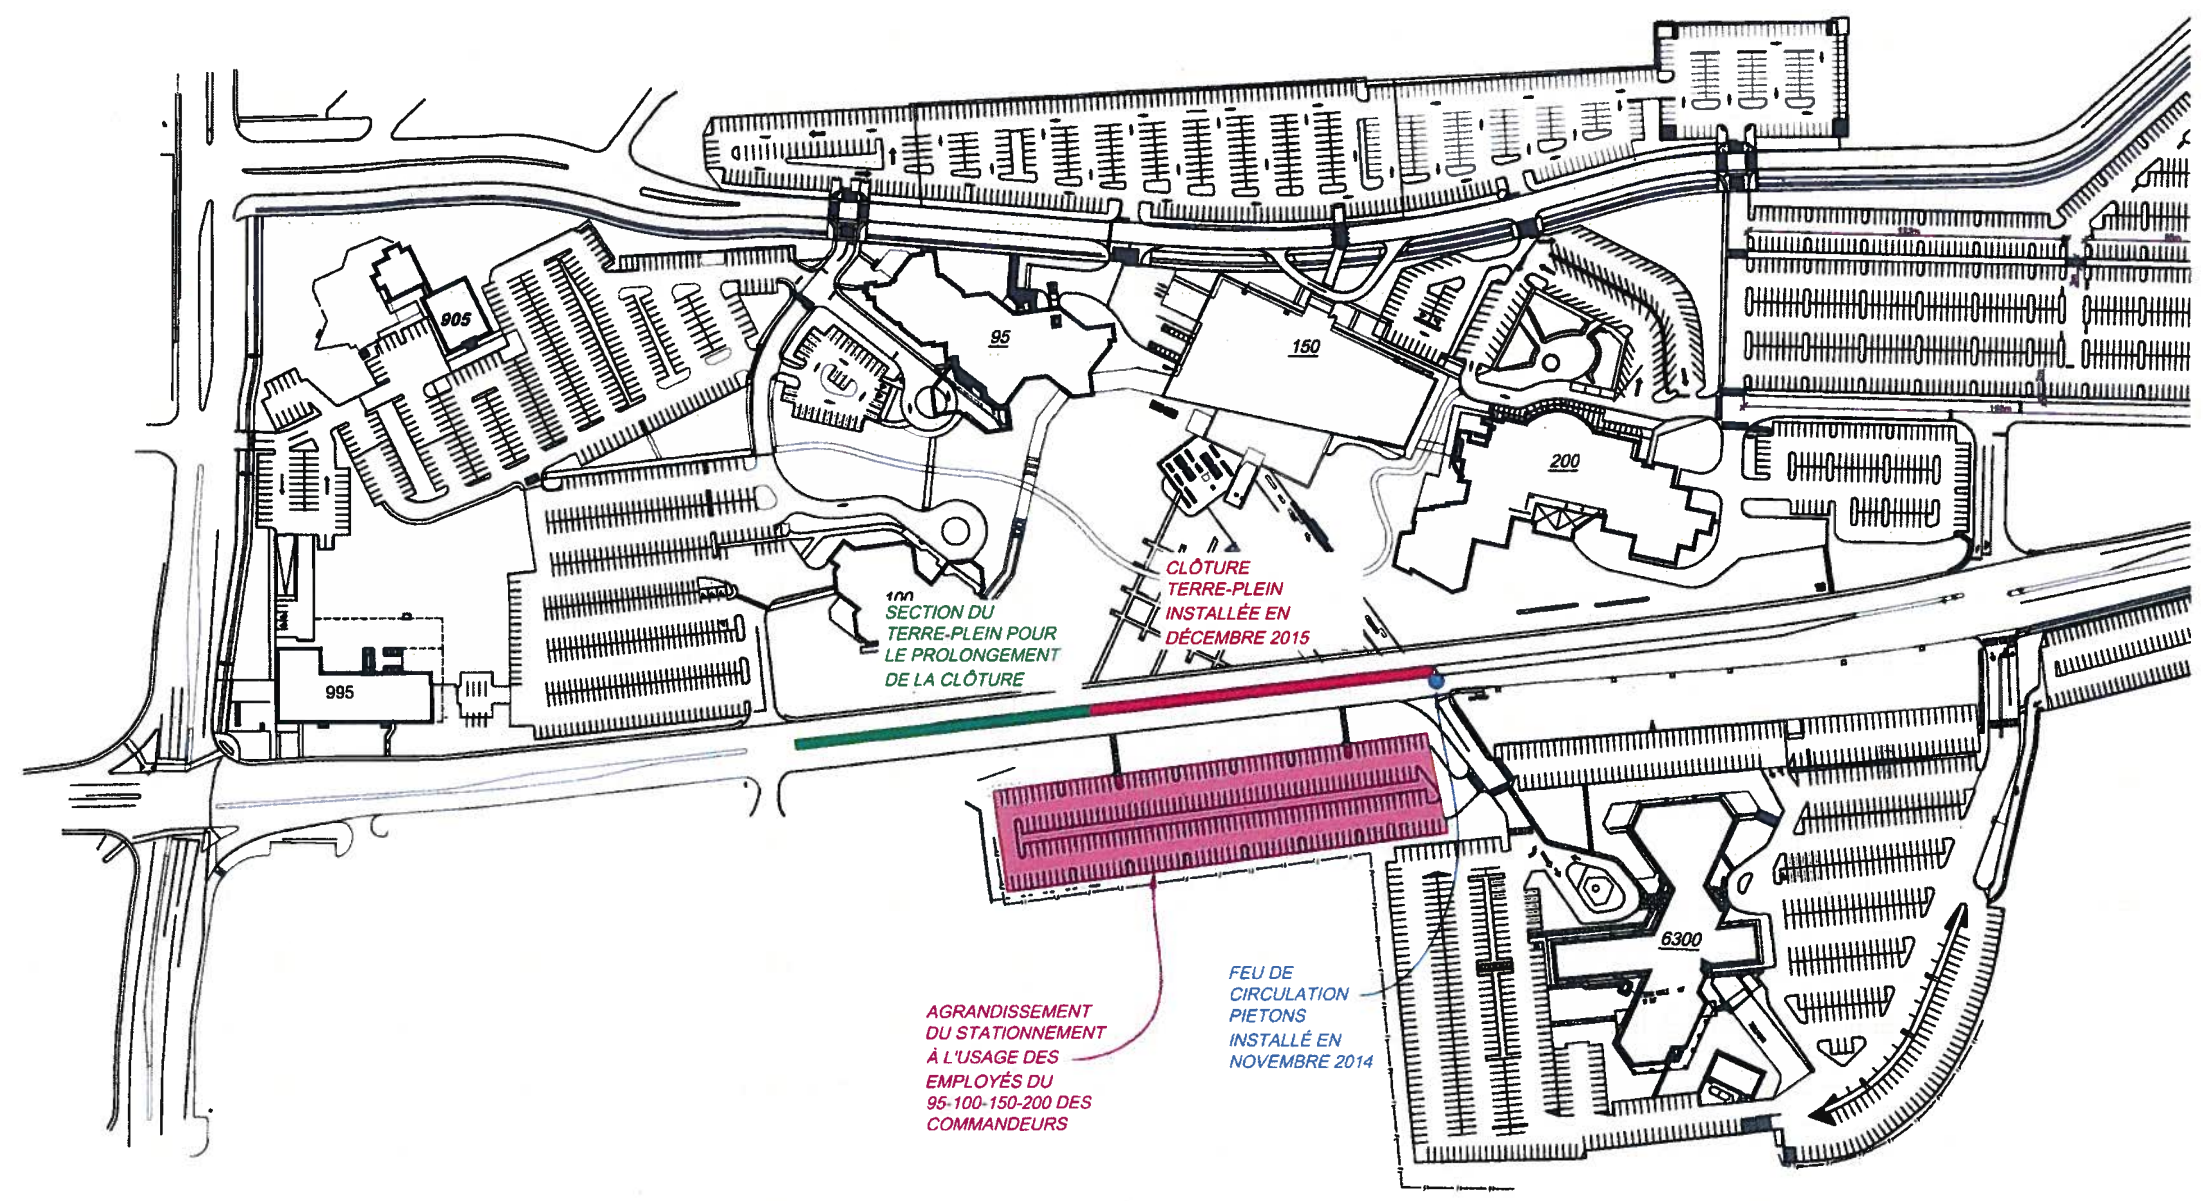 905
95
150
200
100
CLÔTURE
TERRE-PLEIN
INSTALLÉE EN
DÉCEMBRE 2015
SECTION DU
TERRE-PLEIN POUR
LE PROLONGEMENT
DE LA CLÔTURE
995
6300
AGRANDISSEMENT
DU STATIONNEMENT
À L'USAGE DES
EMPLOYÉS DU
95-100-150-200 DES
COMMANDEURS
FEU DE
CIRCULATION
PIETONS
INSTALLÉ EN
NOVEMBRE 2014